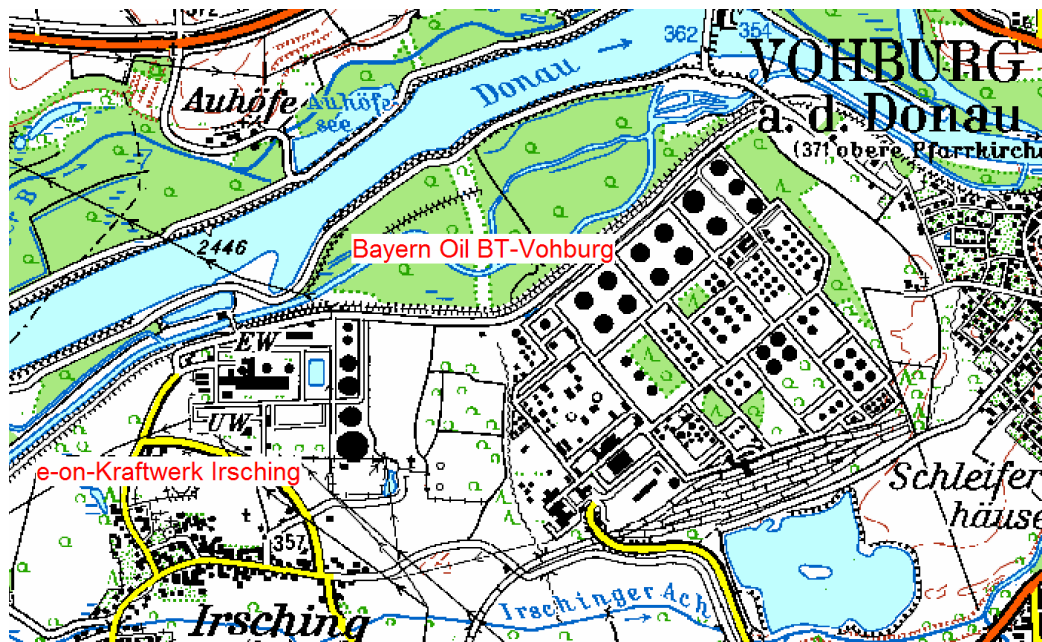 362
354
VOHBURG
a. d. Donau
(371 obere Pfarrkirche
Donau
Auhöfe
Auhöfe-
see
2446
Bayern Oil BT-Vohburg
EW
UW
e-on-Kraftwerk Irsching
357
Irsching
Irschinger Ach
Schleifer-
häuse